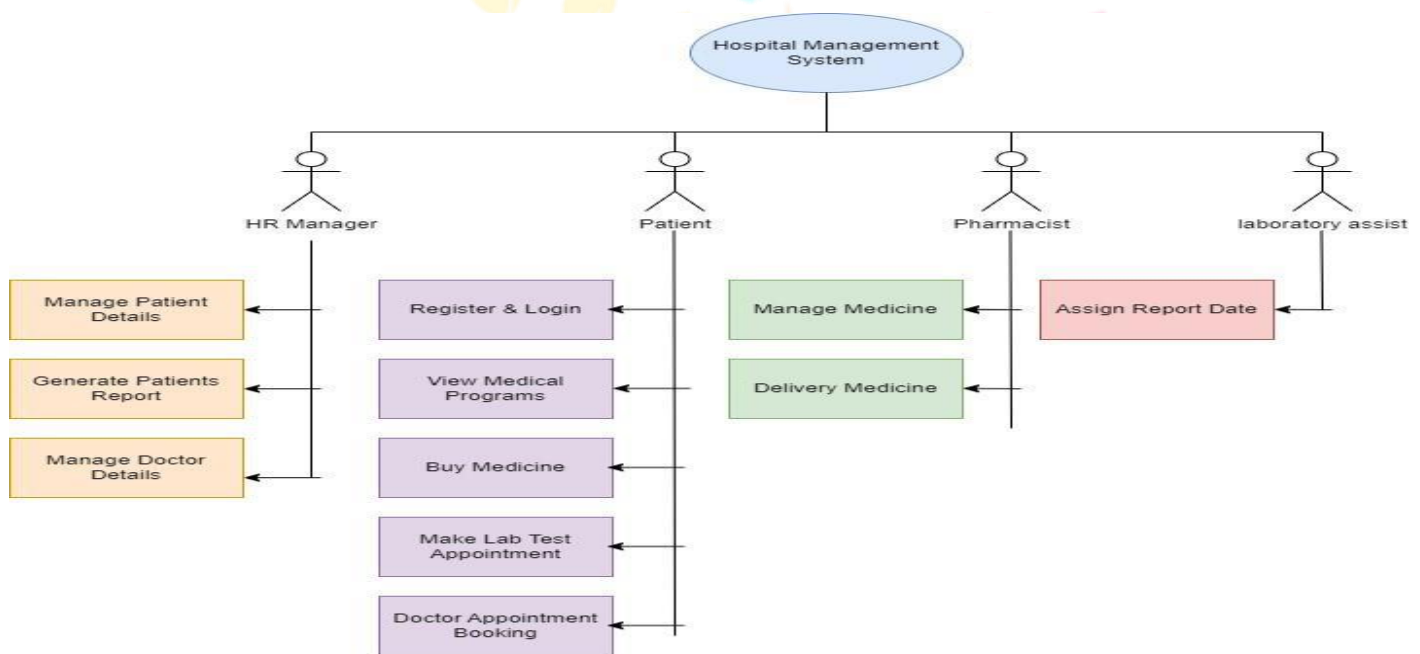 Hospital Management
System
HR Manager
Patient
Pharmacist
laboratory assist
Manage Patient
Details
Register & Login
Manage Medicine
Assign Report Date
Generate Patients
Report
View Medical
Programs
Delivery Medicine
Manage Doctor
Details
Buy Medicine
Make Lab Test
Appointment
Doctor Appointment
Booking